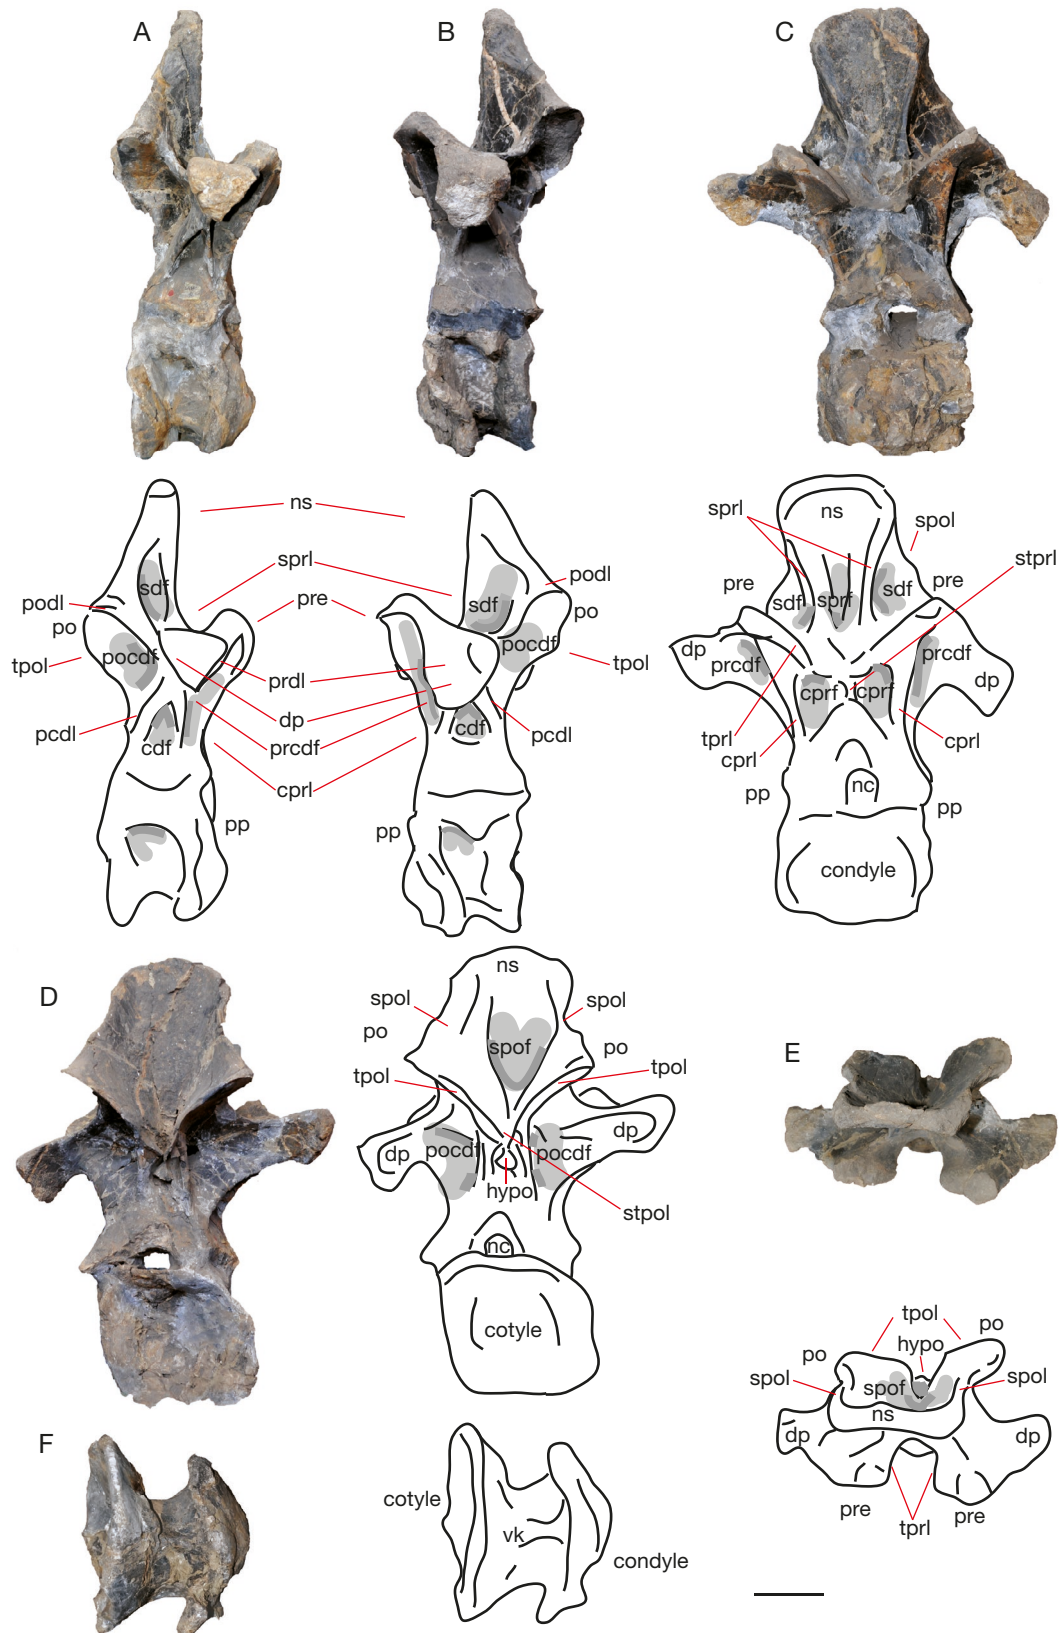 A
B
C
ns
sprl
ns
spol
sprl
stprl
sdf
podl
pre
pre
pre
podl
po
sdf
sdf
sprf
sdf
po
pocdf
pocdf
dp
prcdf
prcdf
tpol
tpol
prdl
dp
dp
cprf
cprf
pcdl
cdf
prcdf
cdf
pcdl
tprl
cprl
cprl
cprl
nc
pp
pp
pp
pp
condyle
D
ns
spol
spol
E
po
spof
po
tpol
tpol
dp
pocdf
pocdf
dp
hypo
stpol
nc
cotyle
tpol
po
hypo
po
spol
spof
spol
ns
dp
dp
F
cotyle
vk
pre
pre
tprl
condyle